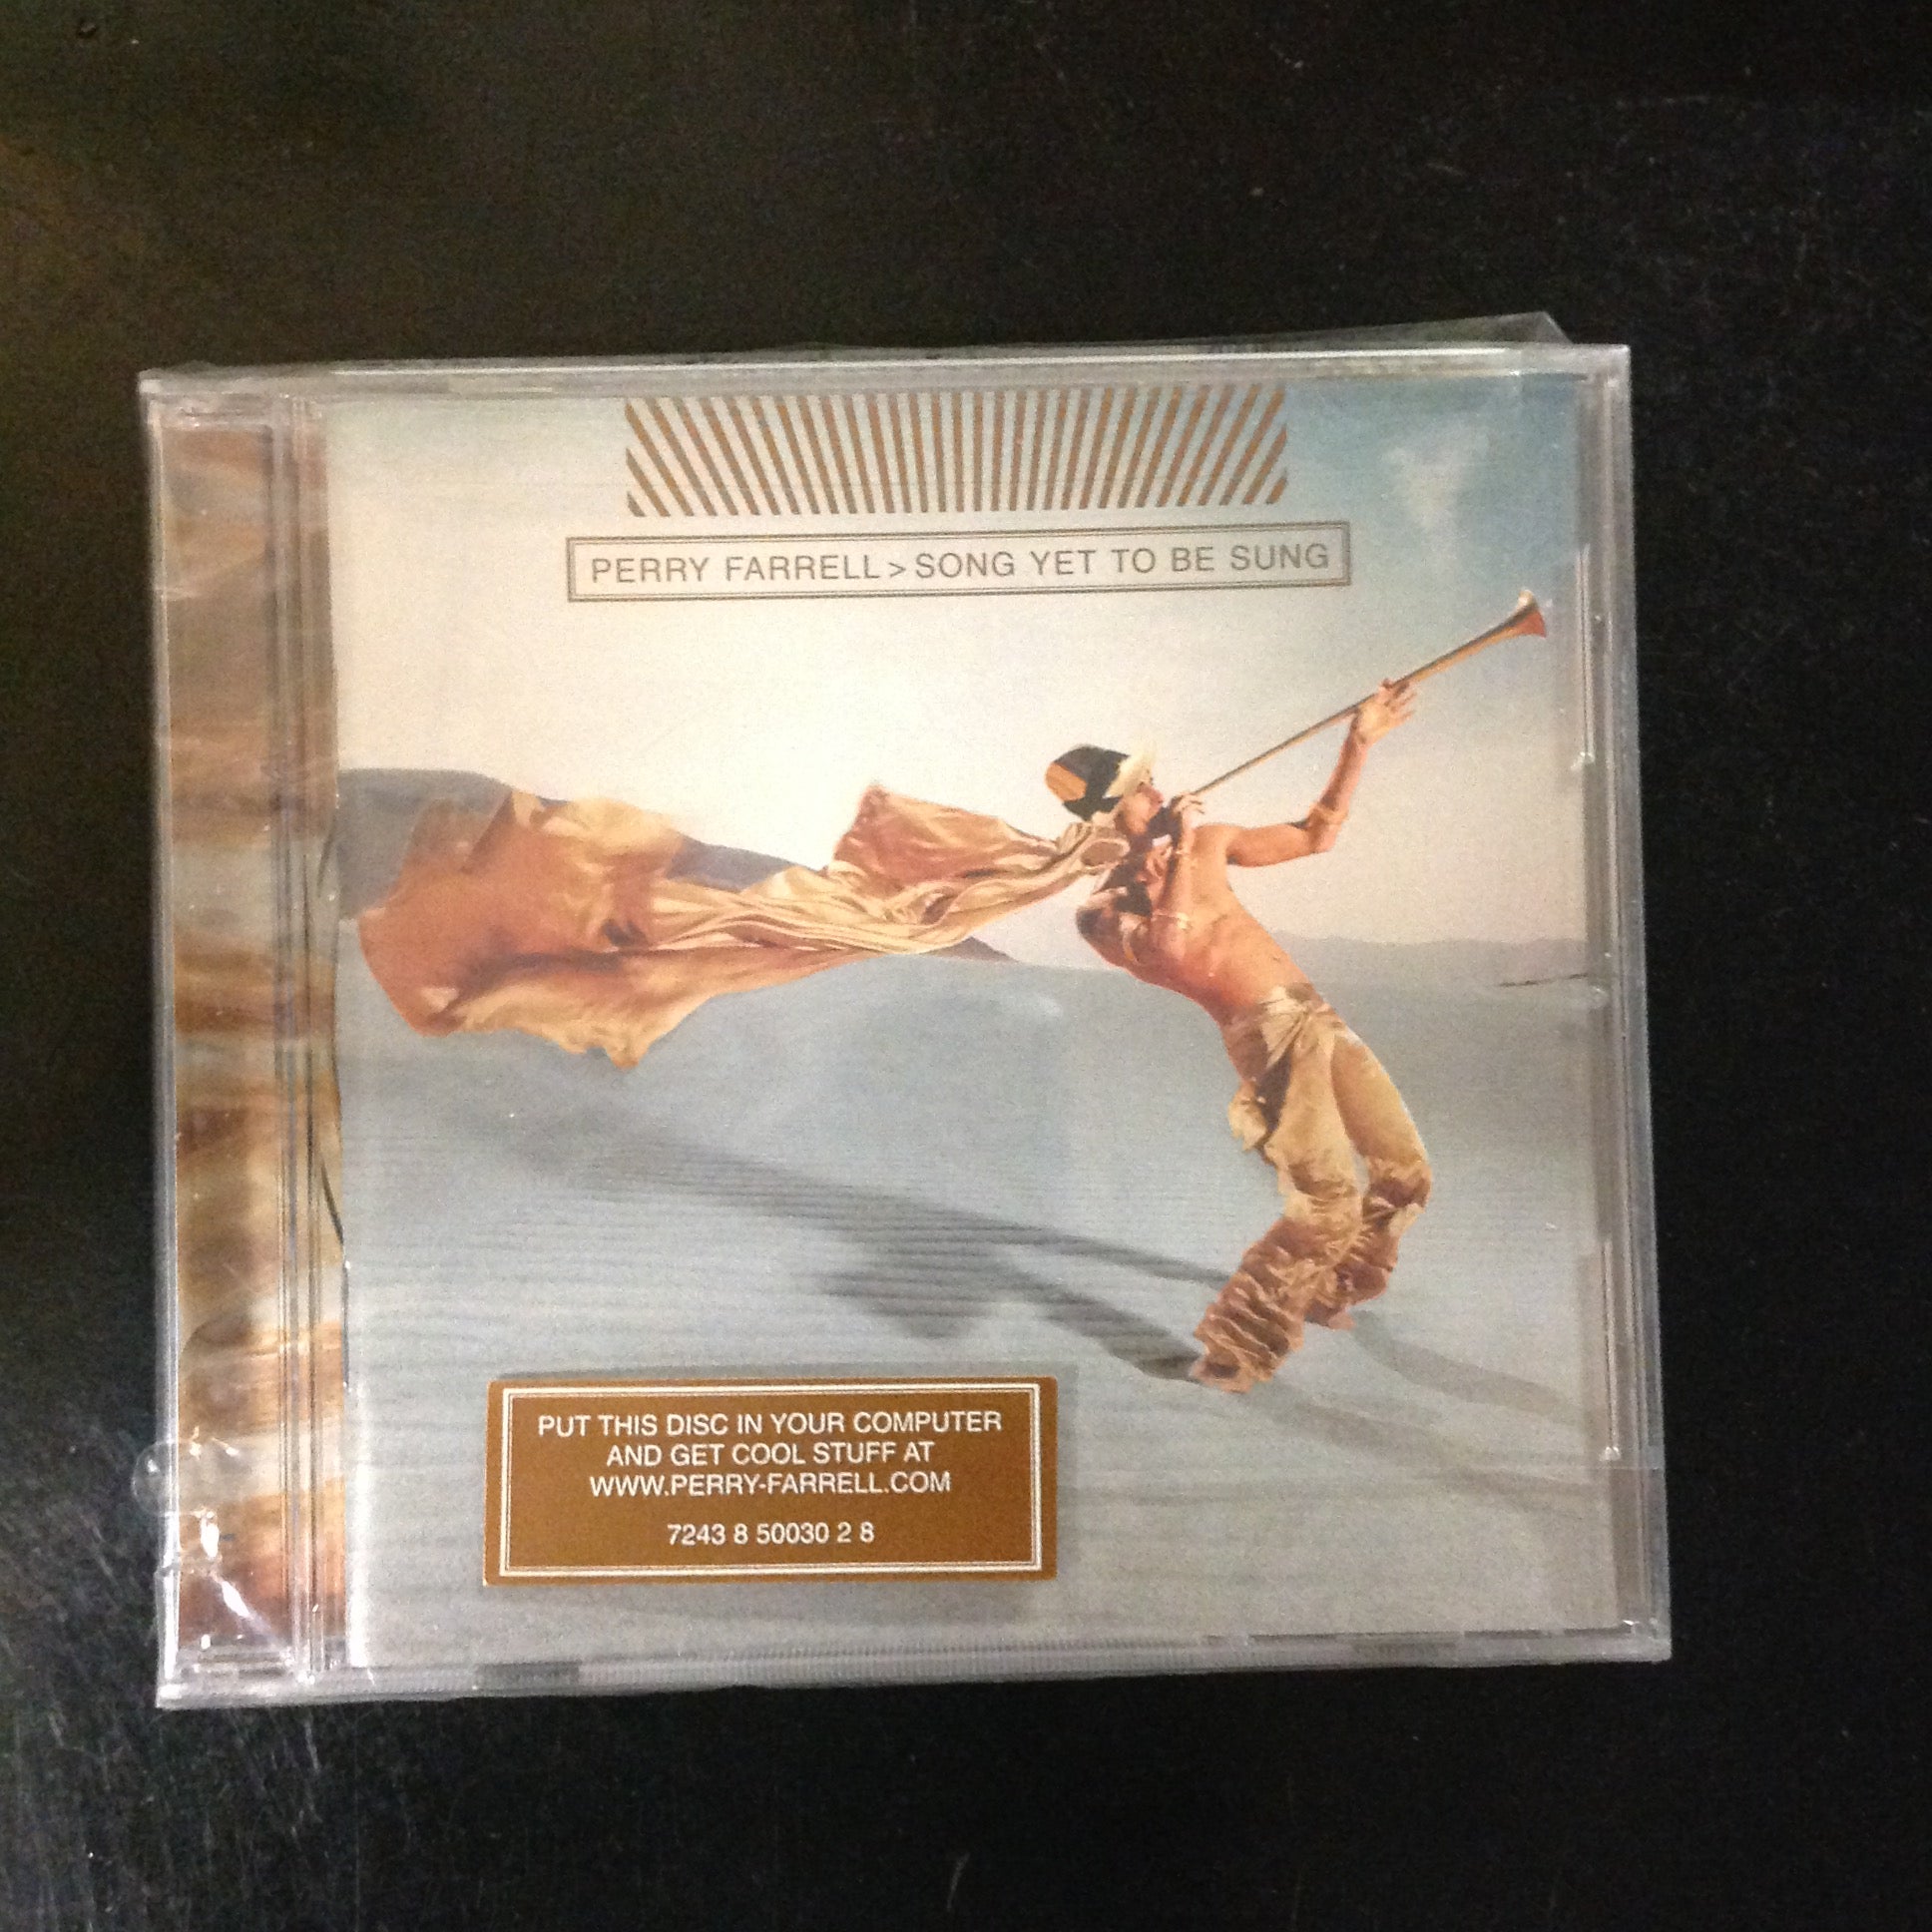 PERRY FARRELL > SONG YET TO BE SUNG
PUT THIS DISC IN YOUR COMPUTER
AND GET COOL STUFF AT
WWW.PERRY-FARRELL.COM
7243 8 50030 2 8